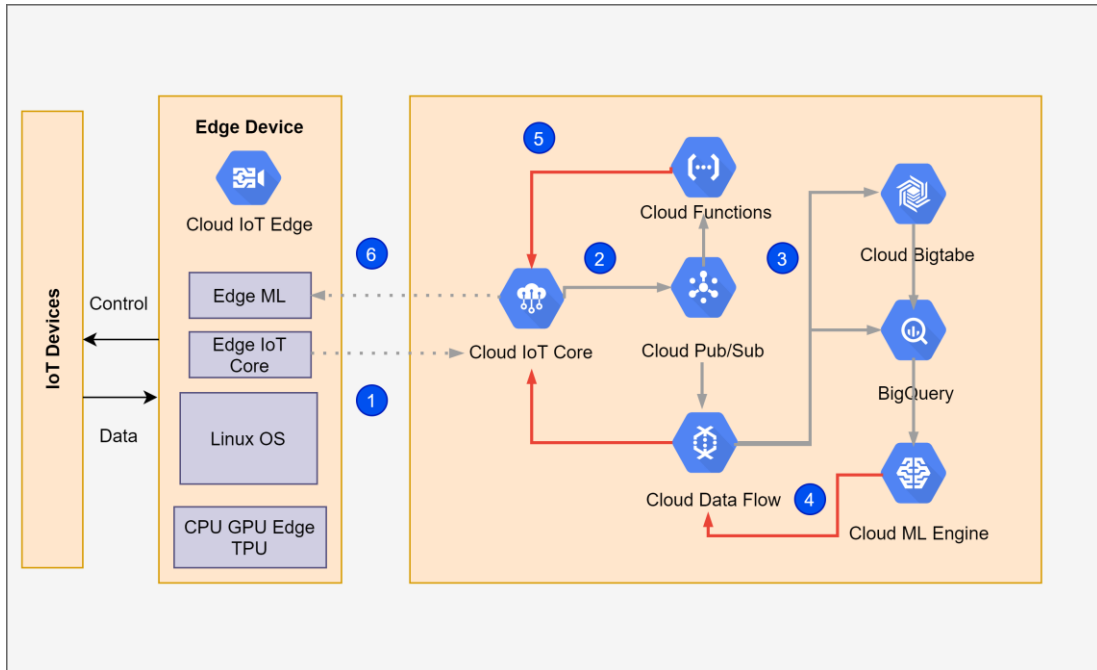 IoT Devices
Control
Data
Edge Device
Cloud IoT Edge
Edge ML
Edge IoT
Core
Linux OS
CPU GPU Edge
TPU
6
1
5
Cloud Functions
2
3
Cloud Bigtabe
Cloud IoT Core
Cloud Pub/Sub
BigQuery
Cloud Data Flow
4
Cloud ML Engine